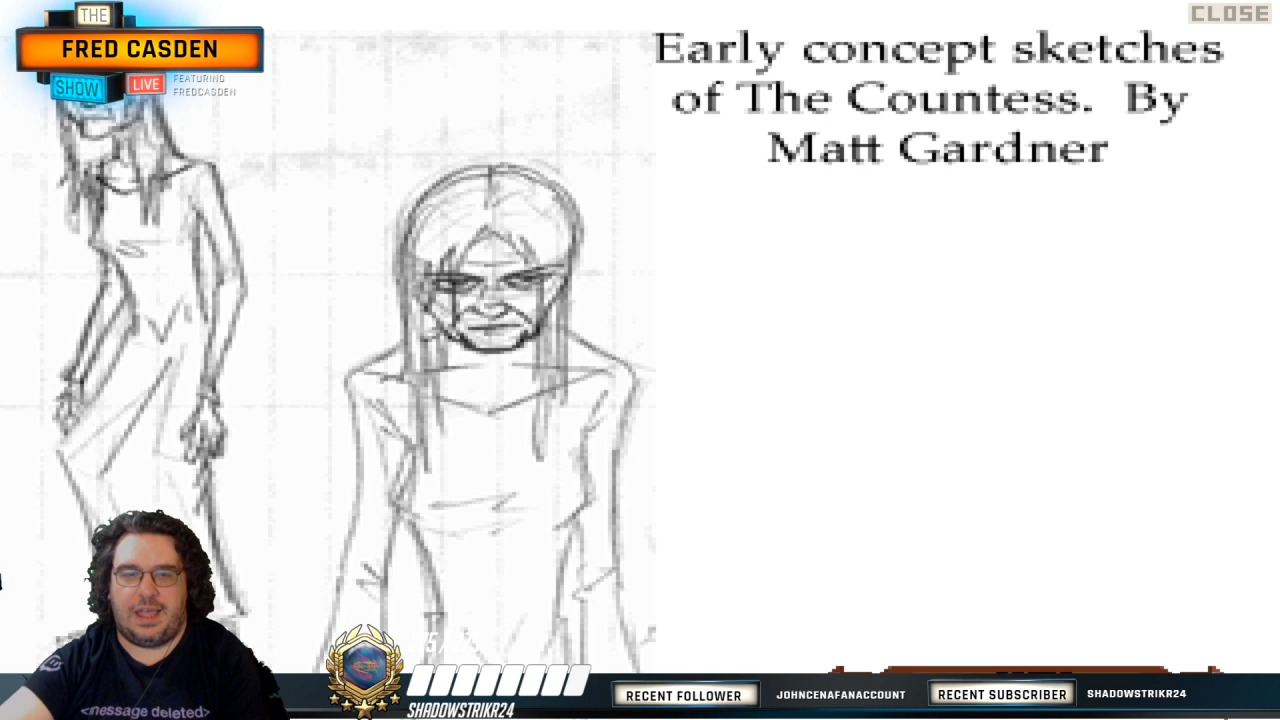 THE
FRED CASDEN
SHOW
LIVE
FEATURING
FREDCASDEN
CLOSE
Early concept sketches
of The Countess. By
Matt Gardner
<message deleted>
SHADOWSTRIKR24
RECENT FOLLOWER
JOHNCENAFANACCOUNT
RECENT SUBSCRIBER
SHADOWSTRIKR24